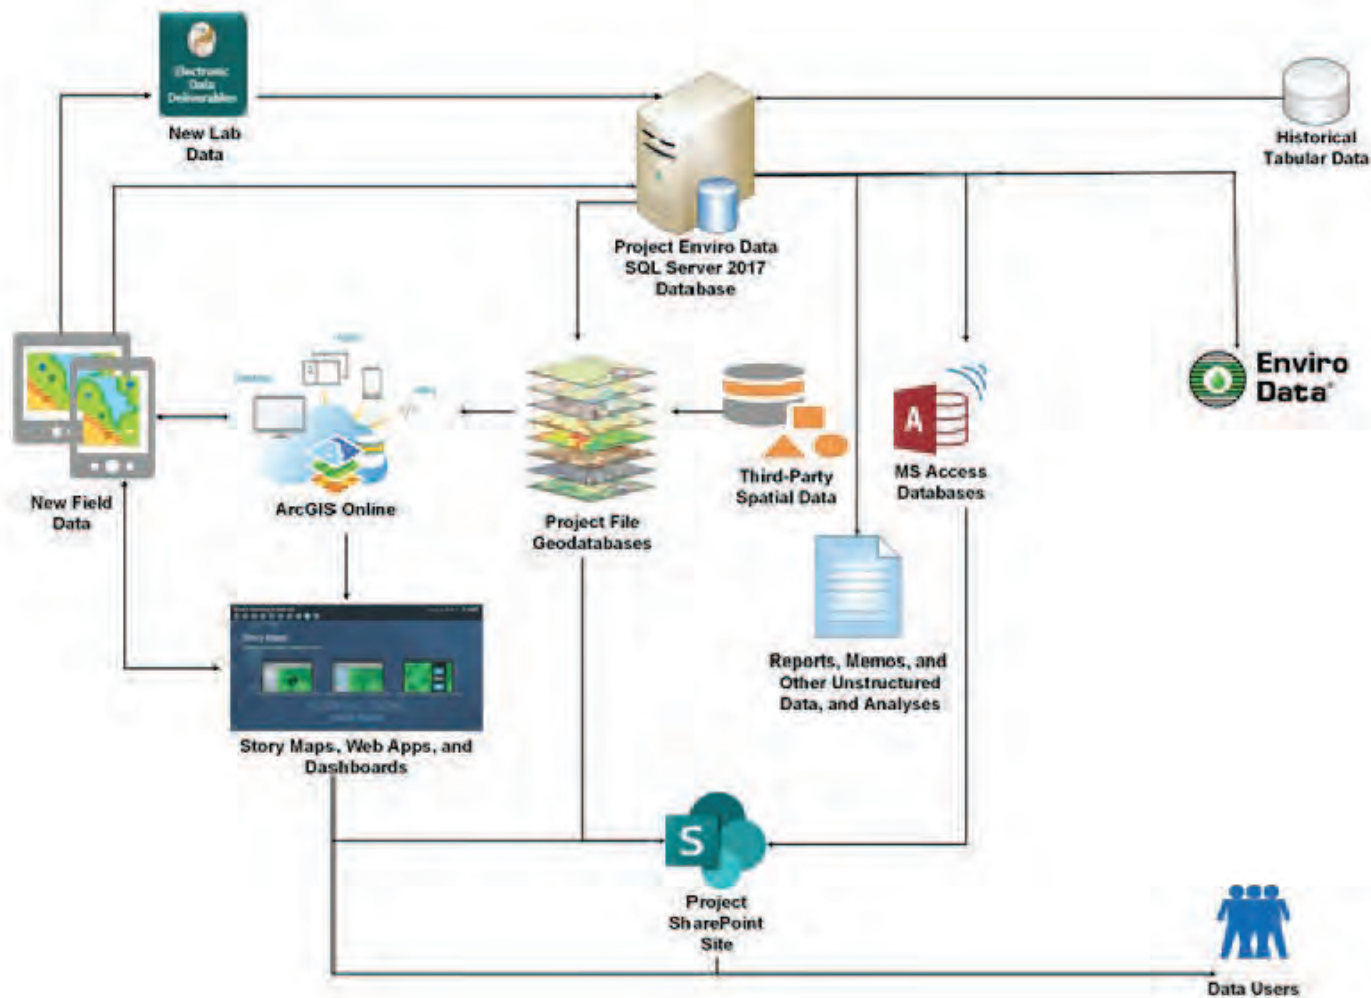 Electronic
Data
Deliverables
New Lab
Data
Historical
Tabular Data
Project Enviro Data
SQL Server 2017
Database
Enviro
Data
A
New Field
Data
ArcGIS Online
Project File
Geodatabases
Third-Party
Spatial Data
MS Access
Databases
Story Maps
Story Maps, Web Apps, and
Dashboards
Reports, Memos, and
Other Unstructured
Data, and Analyses
S
Project
SharePoint
Site
Data Users